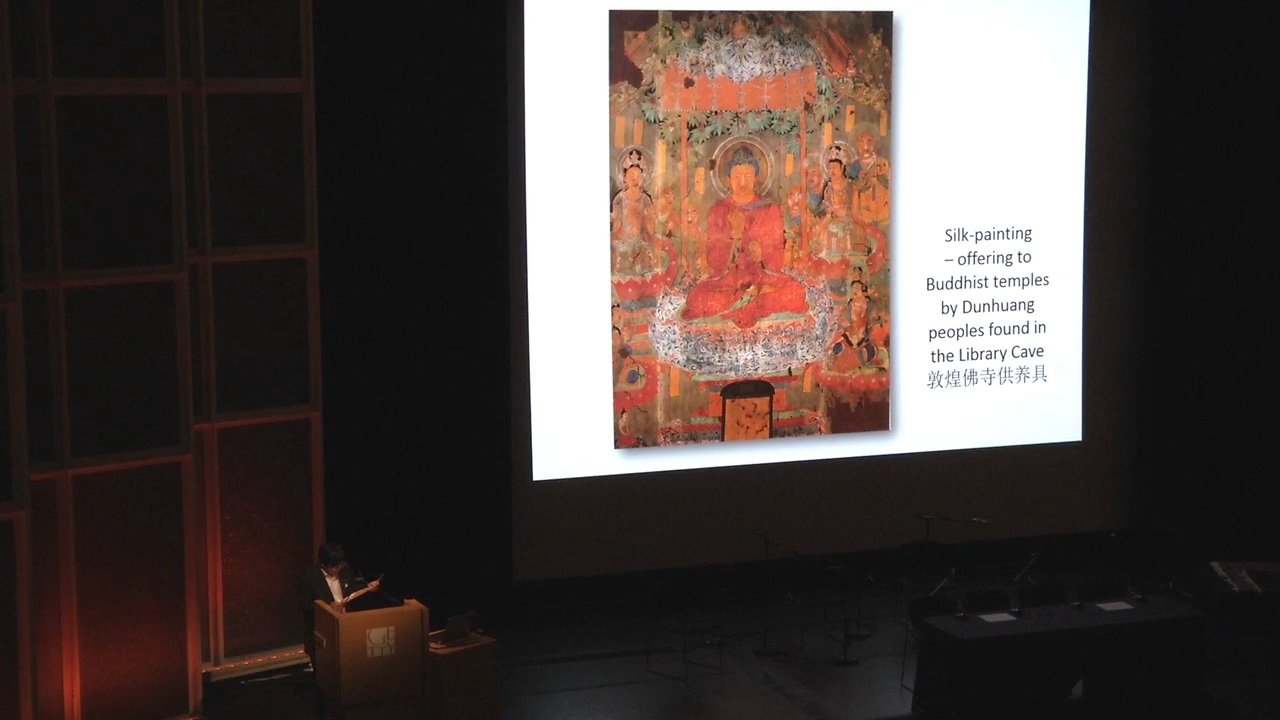 Silk-painting
– offering to
Buddhist temples
by Dunhuang
peoples found in
the Library Cave
敦煌佛寺供养具